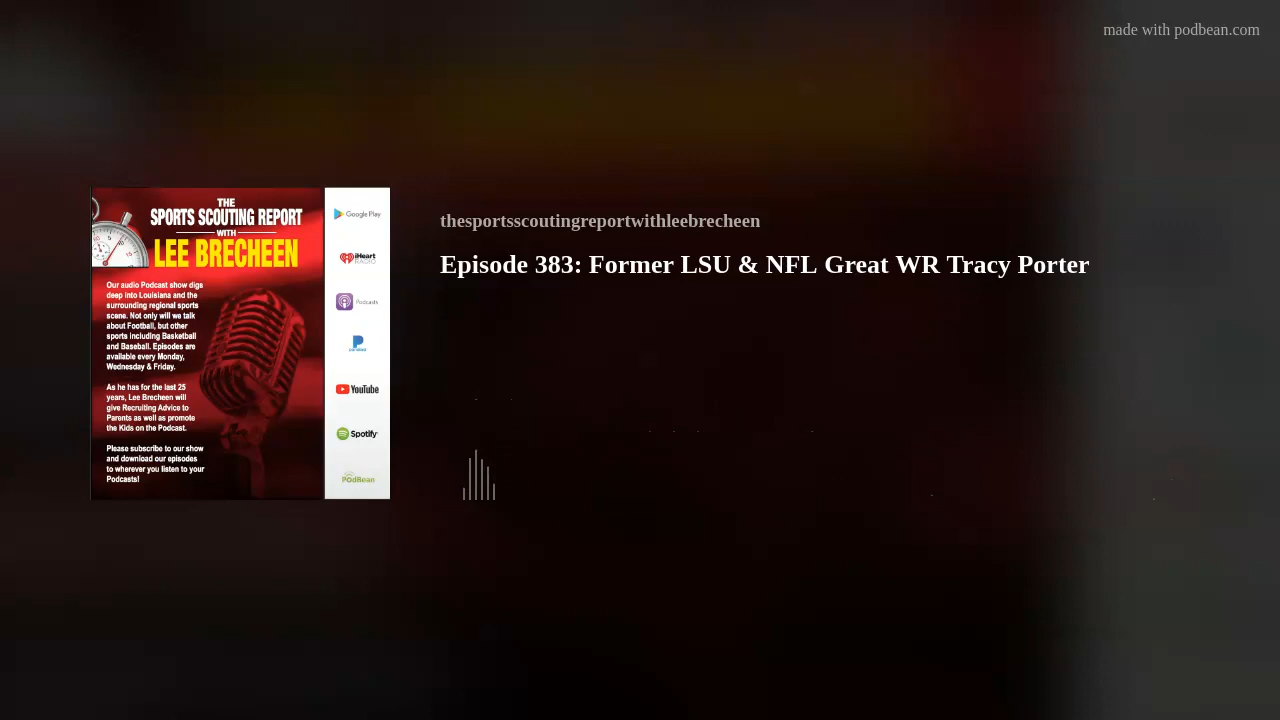 made with podbean.com
THE
SPORTS SCOUTING REPORT
WITH
LEE BRECHEEN
Our audio Podcast show digs
deep into Louisiana and the
surrounding regional sports
scene. Not only will we talk
about Football, but other
sports including Basketball
and Baseball. Episodes are
available every Monday,
Wednesday & Friday.
As he has for the last 25
years, Lee Brecheen will
give Recruiting Advice to
Parents as well as promote
the Kids on the Podcast.
Please subscribe to our show
and download our episodes
to wherever you listen to your
Podcasts!
Google Play
iHeart
RADIO
Podcasts
YouTube
Spotify
PodBean
thesportsscoutingreportwithleebrecheen
Episode 383: Former LSU & NFL Great WR Tracy Porter